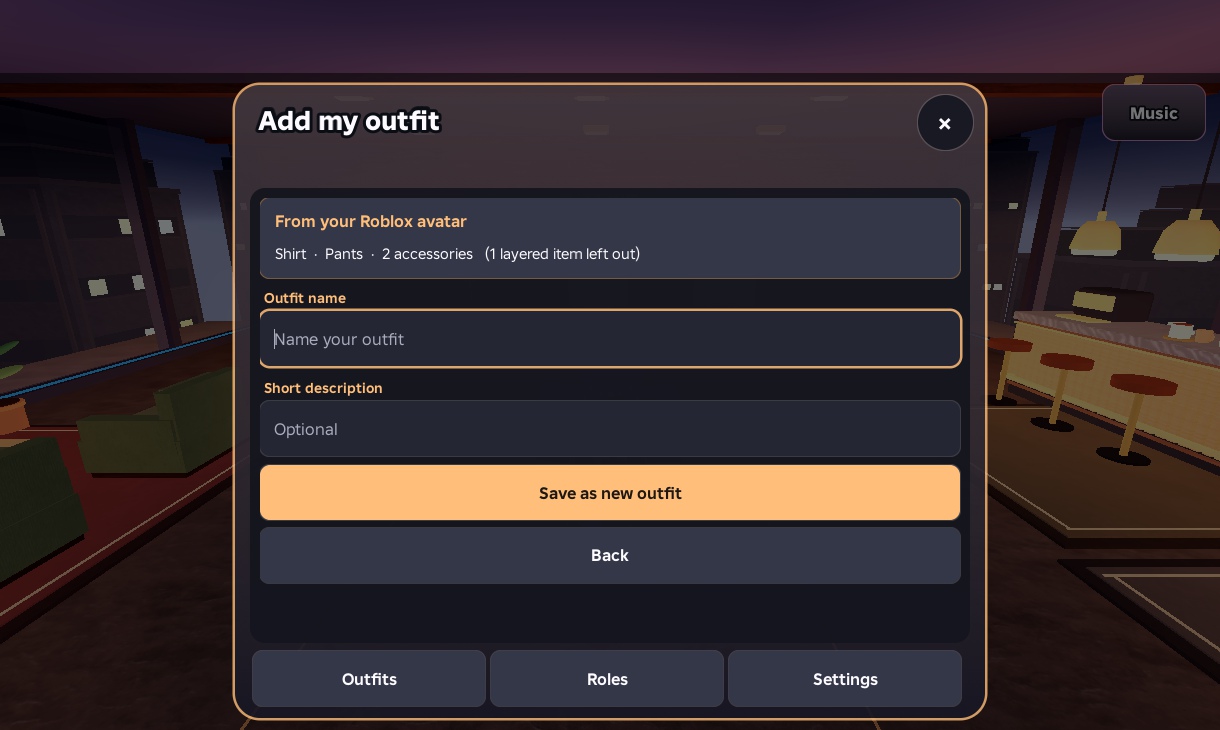 Add my outfit
×
Music
From your Roblox avatar
Shirt · Pants · 2 accessories (1 layered item left out)
Outfit name
Name your outfit
Short description
Optional
Save as new outfit
Back
Outfits
Roles
Settings